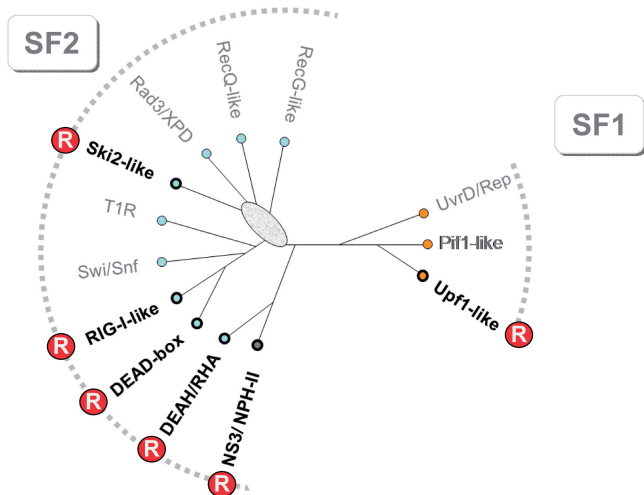 SF2
SF1
RecG-like
RecQ-like
Rad3/XPD
R
Ski2-like
T1R
Swi/Snf
R
RIG-I-like
R
DEAD-box
R
DEAH/RHA
R
NS3/ NPH-II
UvrD/Rep
Pif1-like
Upf1-like
R